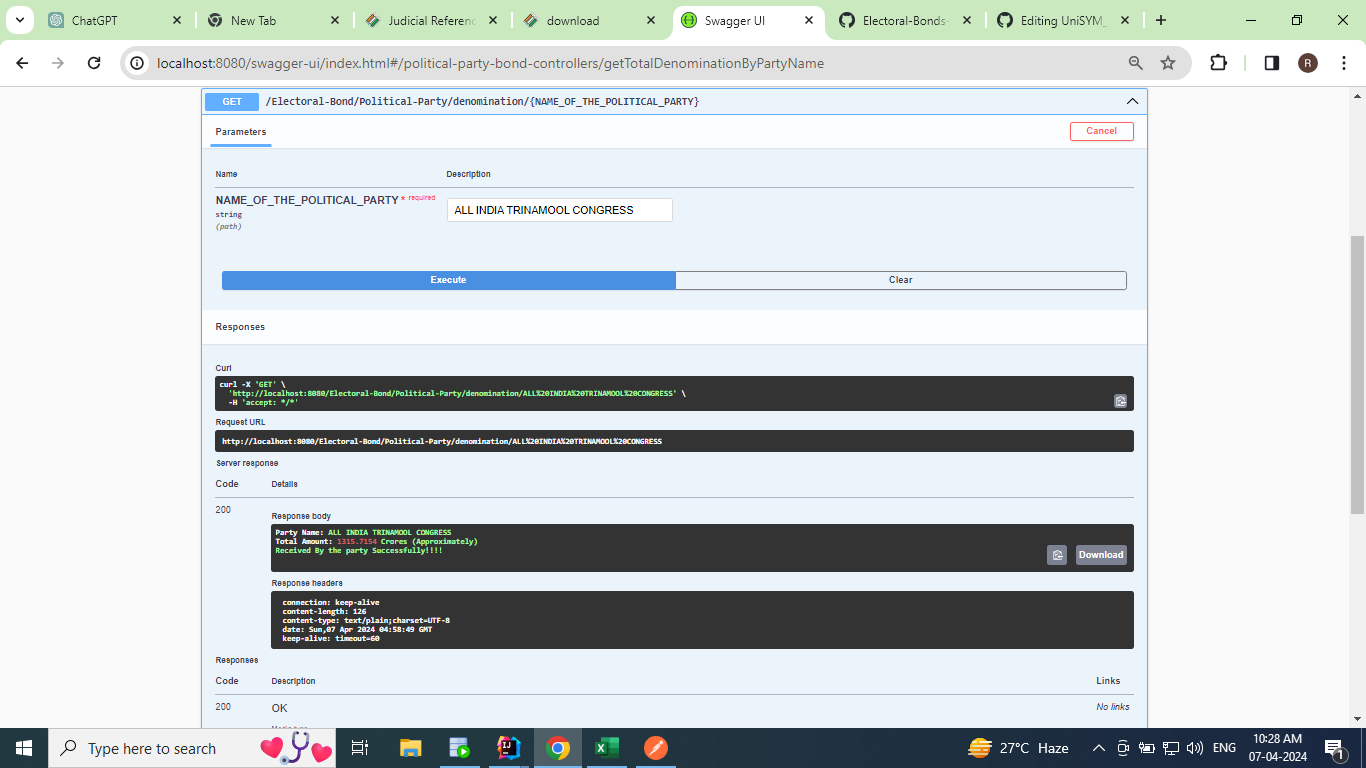 ChatGPT
New Tab
Judicial Referenc
download
Swagger UI
Electoral-Bonds-
Editing UniSYM_
localhost:8080/swagger-ui/index.html#/political-party-bond-controllers/getTotalDenominationByPartyName
R
GET /Electoral-Bond/Political-Party/denomination/{NAME_OF_THE_POLITICAL_PARTY}
Parameters
Cancel
Name Description
NAME_OF_THE_POLITICAL_PARTY * required
string
(path)
ALL INDIA TRINAMOOL CONGRESS
Execute Clear
Responses
Curl
curl -X 'GET' \
'http://localhost:8080/Electoral-Bond/Political-Party/denomination/ALL%20INDIA%20TRINAMOOL%20CONGRESS' \
-H 'accept: */*'
Request URL
http://localhost:8080/Electoral-Bond/Political-Party/denomination/ALL%20INDIA%20TRINAMOOL%20CONGRESS
Server response
Code Details
200
Response body
Party Name: ALL INDIA TRINAMOOL CONGRESS
Total Amount: 1315.7154 Crores (Approximately)
Received By the party Successfully!!!!
Download
Response headers
connection: keep-alive
content-length: 126
content-type: text/plain;charset=UTF-8
date: Sun,07 Apr 2024 04:58:49 GMT
keep-alive: timeout=60
Responses
Code Description Links
200 OK No links
Type here to search
27°C Haze
ENG
10:28 AM
07-04-2024
1